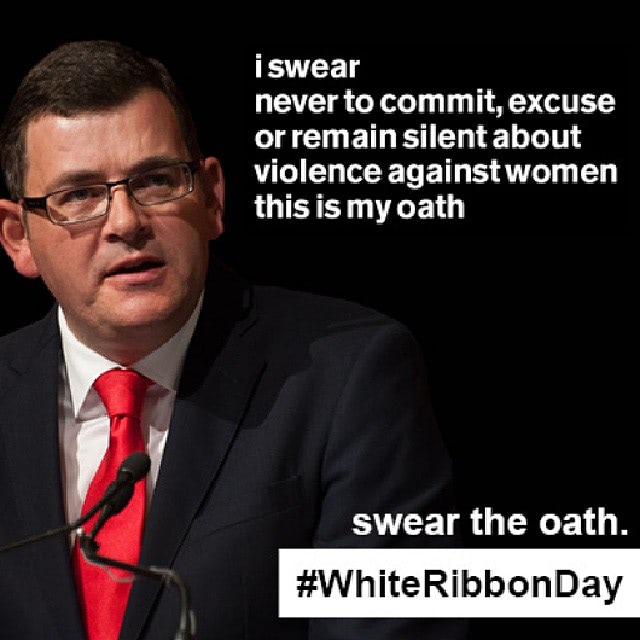 i swear
never to commit, excuse
or remain silent about
violence against women
this is my oath
swear the oath.
#WhiteRibbonDay